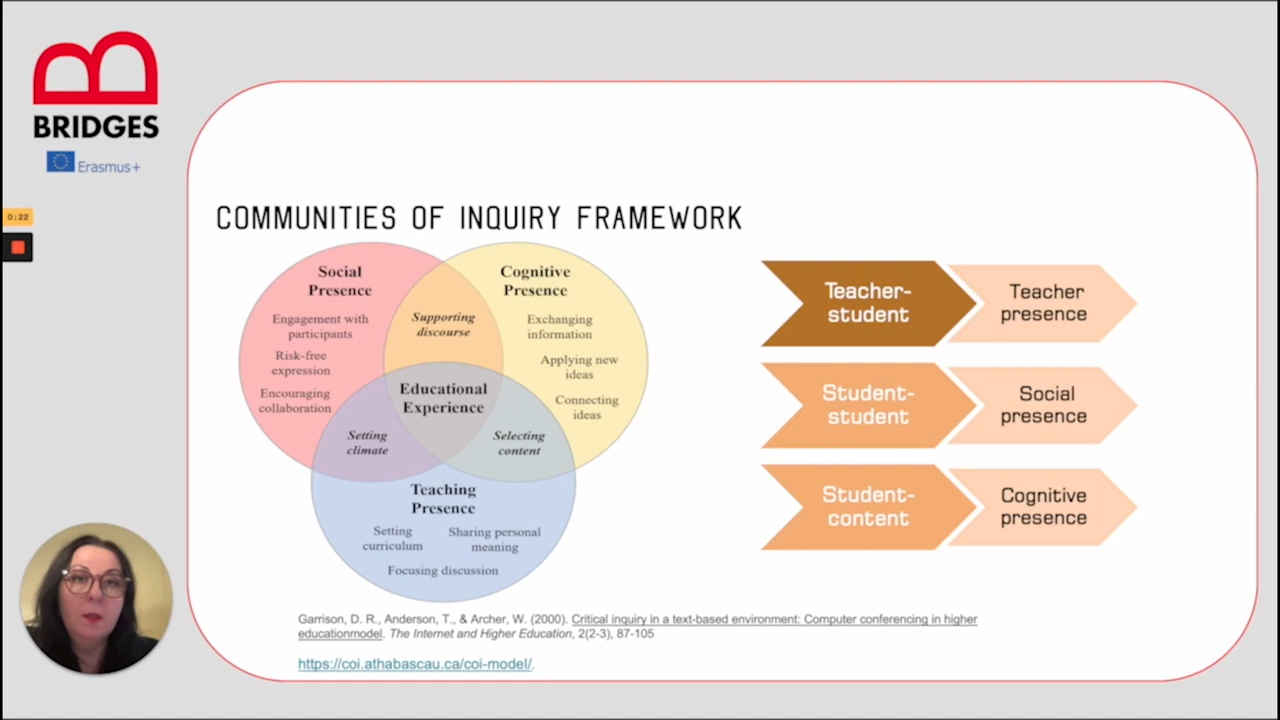 BRIDGES
Erasmus+
0:22
COMMUNITIES OF INQUIRY FRAMEWORK
Social
Presence
Engagement with
participants
Risk-free
expression
Encouraging
collaboration
Supporting
discourse
Cognitive
Presence
Exchanging
information
Applying new
ideas
Connecting
ideas
Educational
Experience
Setting
climate
Selecting
content
Teaching
Presence
Setting
curriculum
Sharing personal
meaning
Focusing discussion
Teacher-
student
Teacher
presence
Student-
student
Social
presence
Student-
content
Cognitive
presence
Garrison, D. R., Anderson, T., & Archer, W. (2000). Critical inquiry in a text-based environment: Computer conferencing in higher
educationmodel. The Internet and Higher Education, 2(2-3), 87-105
https://coi.athabascau.ca/coi-model/.